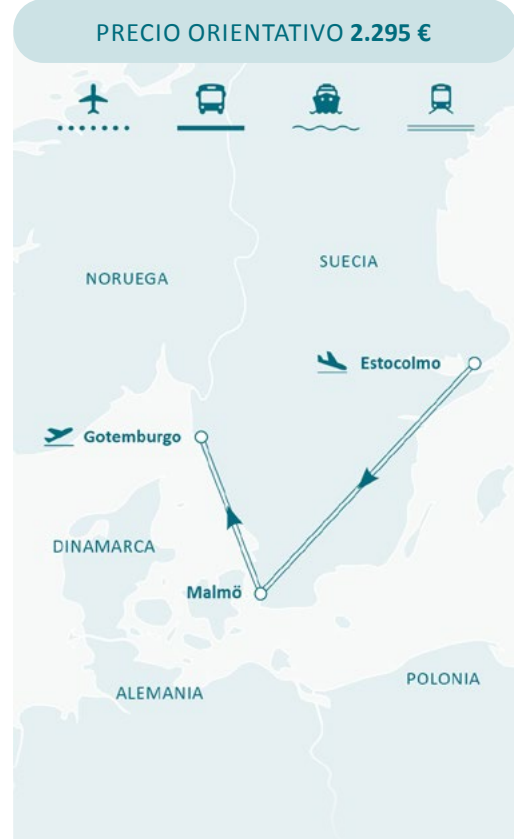 PRECIO ORIENTATIVO 2.295 €
NORUEGA
SUECIA
Estocolmo
Gotemburgo
DINAMARCA
Malmö
POLONIA
ALEMANIA